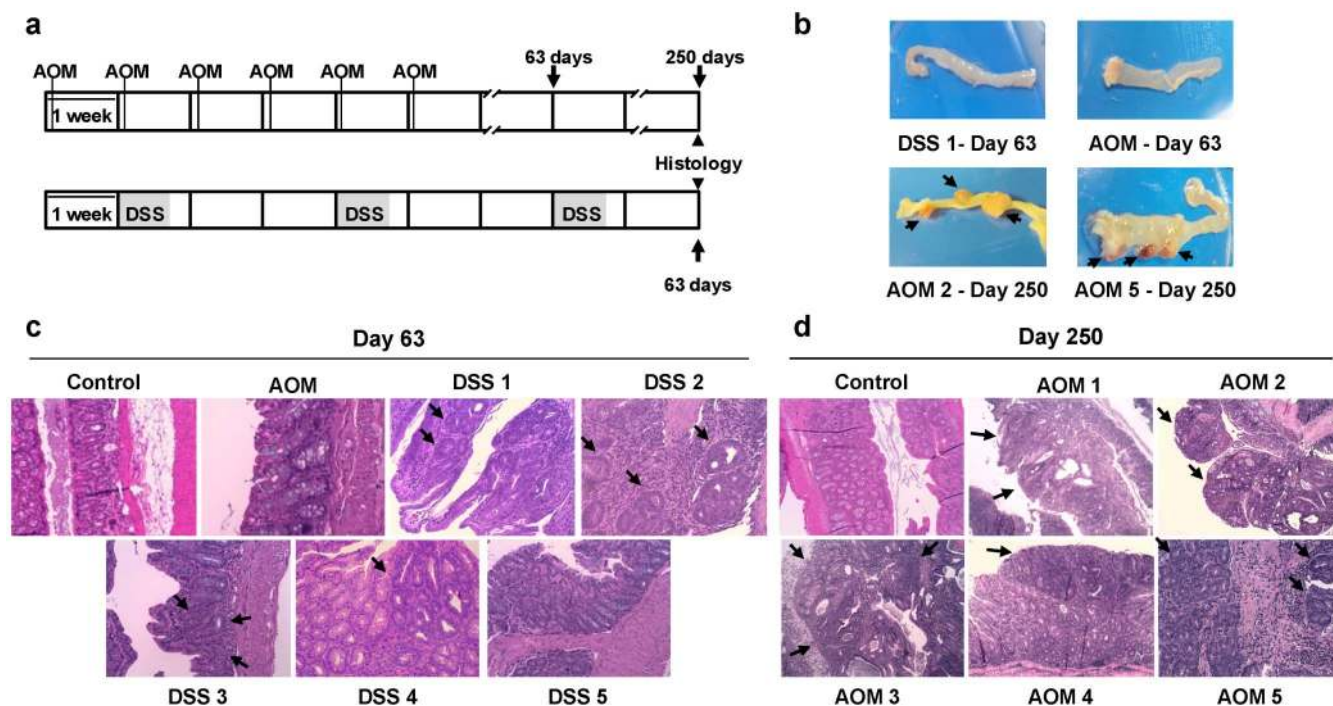 a
AOM AOM AOM AOM AOM AOM
63 days 250 days
1 week
Histology
1 week DSS DSS DSS
63 days
b
DSS 1- Day 63 AOM - Day 63
AOM 2 - Day 250 AOM 5 - Day 250
c
Day 63
Control AOM DSS 1 DSS 2
DSS 3 DSS 4 DSS 5
d
Day 250
Control AOM 1 AOM 2
AOM 3 AOM 4 AOM 5